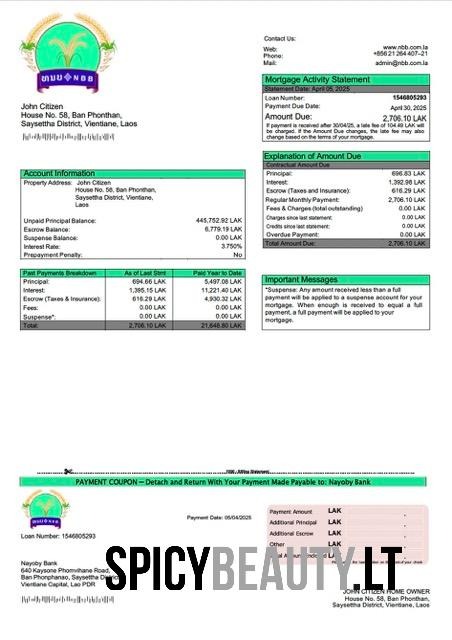 ທນຍ NBB
Contact Us:
Web: www.nbb.com.la
Phone: +856 21 264 407–21
Mail: admin@nbb.com.la
Mortgage Activity Statement
Statement Date: April 05, 2025
Loan Number: 1546805293
Payment Due Date: April 30, 2025
Amount Due: 2,706.10 LAK
If payment is received after 30/04/25, a late fee of 104.49 LAK will
be charged. If the Amount Due changes, the late fee may also
change based on the terms of your mortgage.
John Citizen
House No. 58, Ban Phonthan,
Saysettha District, Vientiane, Laos
Explanation of Amount Due
Contractual Amount Due
Principal: 696.83 LAK
Interest: 1,392.98 LAK
Escrow (Taxes and Insurance): 616.29 LAK
Regular Monthly Payment: 2,706.10 LAK
Fees & Charges (total outstanding) 0.00 LAK
Charges since last statement: 0.00 LAK
Credits since last statement: 0.00 LAK
Overdue Payment: 0.00 LAK
Total Amount Due: 2,706.10 LAK
Account Information
Property Address: John Citizen
House No. 58, Ban Phonthan,
Saysettha District, Vientiane,
Laos
Unpaid Principal Balance: 445,752.92 LAK
Escrow Balance: 6,779.19 LAK
Suspense Balance: 0.00 LAK
Interest Rate: 3.750%
Prepayment Penalty: No
Past Payments Breakdown As of Last Stmt Paid Year to Date
Principal: 694.66 LAK 5,497.08 LAK
Interest: 1,395.15 LAK 11,221.40 LAK
Escrow (Taxes & Insurance): 616.29 LAK 4,930.32 LAK
Fees: 0.00 LAK 0.00 LAK
Suspense*: 0.00 LAK 0.00 LAK
Total: 2,706.10 LAK 21,648.80 LAK
Important Messages
*Suspense: Any amount received less than a full
payment will be applied to a suspense account for your
mortgage. When enough is received to equal a full
payment, a full payment will be applied to your
mortgage.
PAYMENT COUPON – Detach and Return With Your Payment Made Payable to: Nayoby Bank
Payment Date: 05/04/2025
Payment Amount LAK
Additional Principal LAK
Additional Escrow LAK
Other LAK
LAK
Loan Number: 1546805293
Nayoby Bank
640 Kaysone Phomvihane Road,
Ban Phonphanao, Saysettha
Vientiane Capital, Lao PDR
JOHN CITIZEN HOME OWNER
House No. 58, Ban Phonthan,
Saysettha District, Vientiane, Laos
SPICYBEAUTY.LT